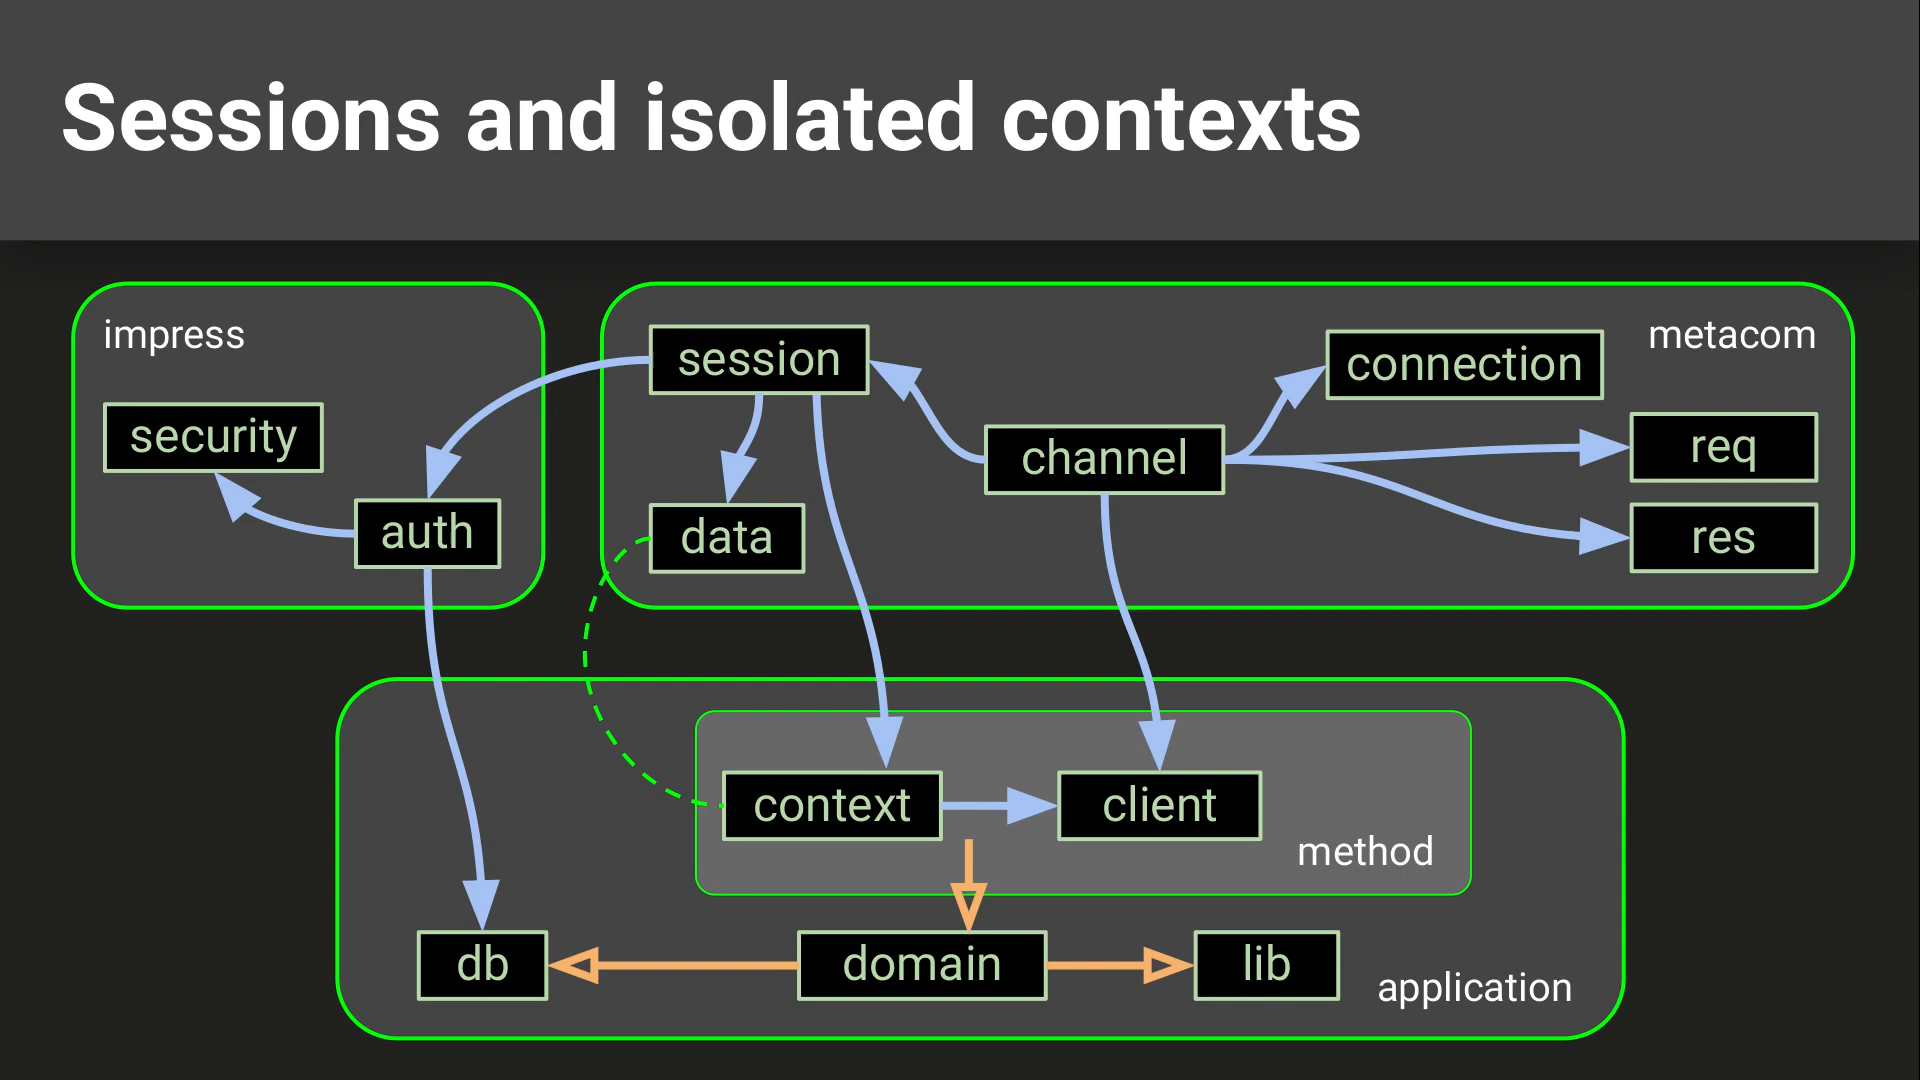 Sessions and isolated contexts
impress
security
auth
session
data
channel
connection
metacom
req
res
context
client
method
db
domain
lib
application